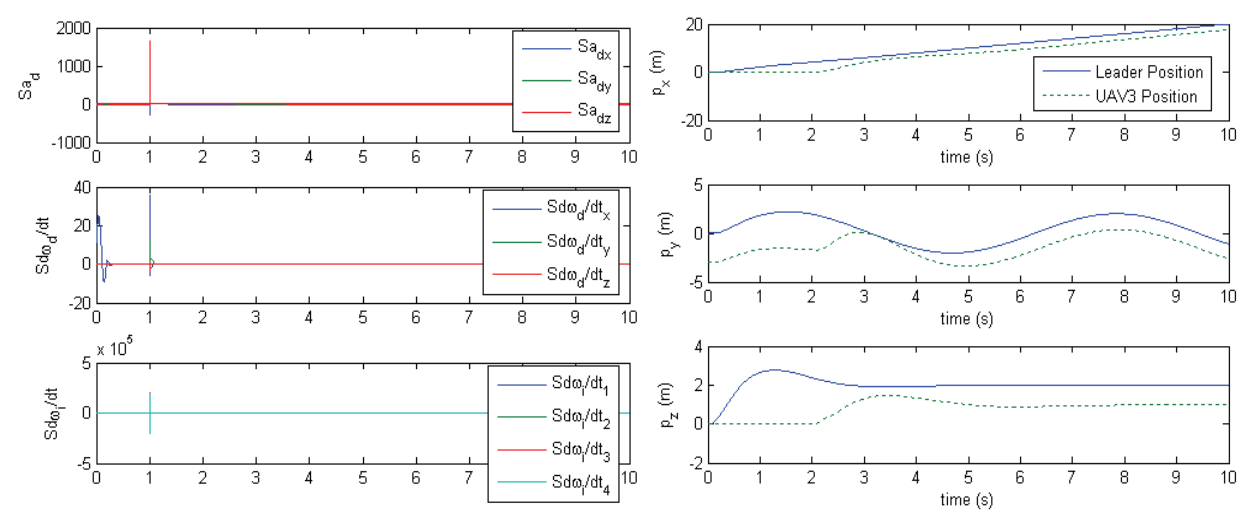 2000
1000
0
-1000
Sa_d
Sa_dx
Sa_dy
Sa_dz
0 1 2 3 4 5 6 7 8 9 10
40
20
0
-20
Sdω_d/dt
Sdω_d/dt_x
Sdω_d/dt_y
Sdω_d/dt_z
0 1 2 3 4 5 6 7 8 9 10
x 10^5
5
0
-5
Sdω_i/dt
Sdω_i/dt_1
Sdω_i/dt_2
Sdω_i/dt_3
Sdω_i/dt_4
0 1 2 3 4 5 6 7 8 9 10
20
0
-20
p_x (m)
Leader Position
UAV3 Position
0 1 2 3 4 5 6 7 8 9 10
time (s)
5
0
-5
p_y (m)
0 1 2 3 4 5 6 7 8 9 10
time (s)
4
2
0
-2
p_z (m)
0 1 2 3 4 5 6 7 8 9 10
time (s)